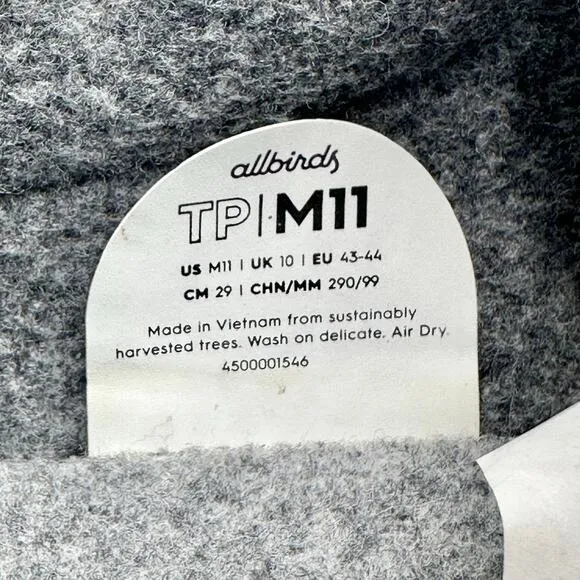 allbirds
TP|M11
US M11 | UK 10 | EU 43-44
CM 29 | CHN/MM 290/99
Made in Vietnam from sustainably
harvested trees. Wash on delicate. Air Dry.
4500001546